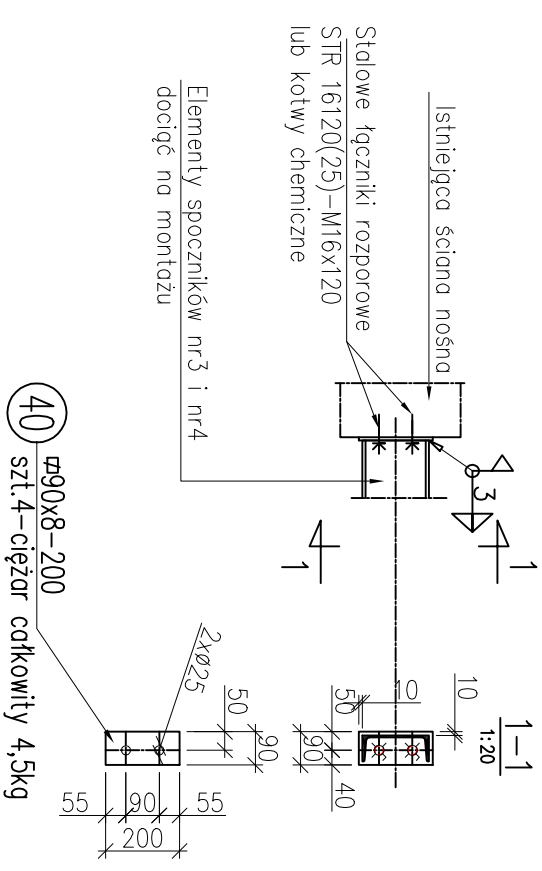 Istniejąca ściana nośna
Stalowe łączniki rozporowe
STR 16120(25)-M16x120
lub kotwy chemiczne
Elementy spoczników nr3 i nr4
dociąć na montażu
3
1
1
1-1
1:20
10
10
50
90
40
40
90x8-200
szt.4-ciężar całkowity 4,5kg
2xø25
50
90
55
90
55
200